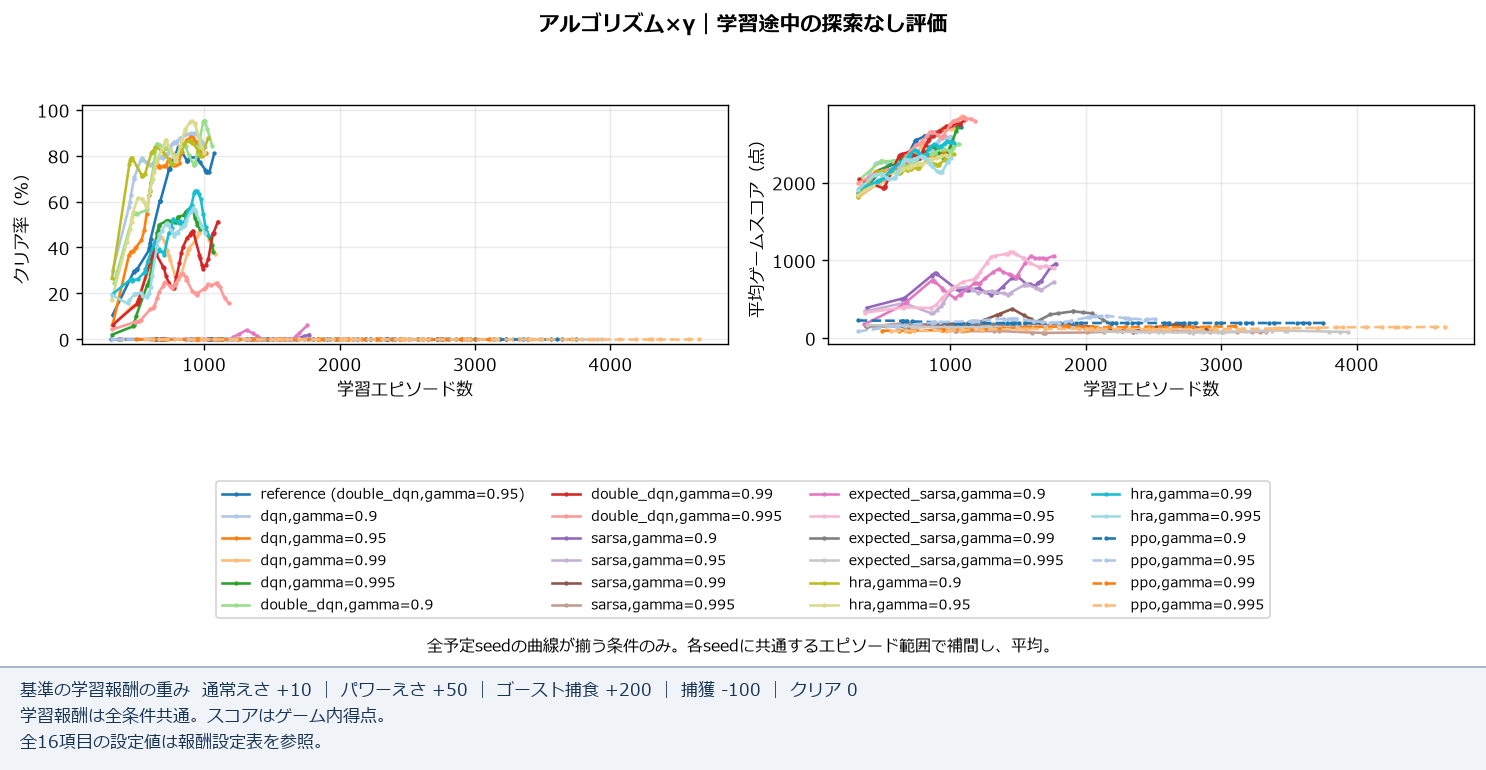 アルゴリズム×γ｜学習途中の探索なし評価
クリア率（%）
100
80
60
40
20
0
1000
2000
3000
4000
学習エピソード数
平均ゲームスコア（点）
2000
1000
0
1000
2000
3000
4000
学習エピソード数
reference (double_dqn,gamma=0.95)
dqn,gamma=0.9
dqn,gamma=0.95
dqn,gamma=0.99
dqn,gamma=0.995
double_dqn,gamma=0.9
double_dqn,gamma=0.99
double_dqn,gamma=0.995
sarsa,gamma=0.9
sarsa,gamma=0.95
sarsa,gamma=0.99
sarsa,gamma=0.995
expected_sarsa,gamma=0.9
expected_sarsa,gamma=0.95
expected_sarsa,gamma=0.99
expected_sarsa,gamma=0.995
hra,gamma=0.9
hra,gamma=0.95
hra,gamma=0.99
hra,gamma=0.995
ppo,gamma=0.9
ppo,gamma=0.95
ppo,gamma=0.99
ppo,gamma=0.995
全予定seedの曲線が揃う条件のみ。各seedに共通するエピソード範囲で補間し、平均。
基準の学習報酬の重み 通常えさ +10 ｜ パワーえさ +50 ｜ ゴースト捕食 +200 ｜ 捕獲 -100 ｜ クリア 0
学習報酬は全条件共通。スコアはゲーム内得点。
全16項目の設定値は報酬設定表を参照。